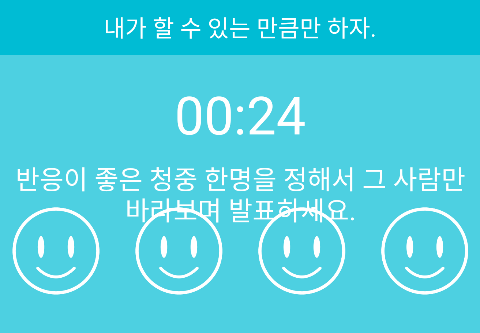 내가 할 수 있는 만큼만 하자.
00:24
반응이 좋은 청중 한명을 정해서 그 사람만
바라보며 발표하세요.